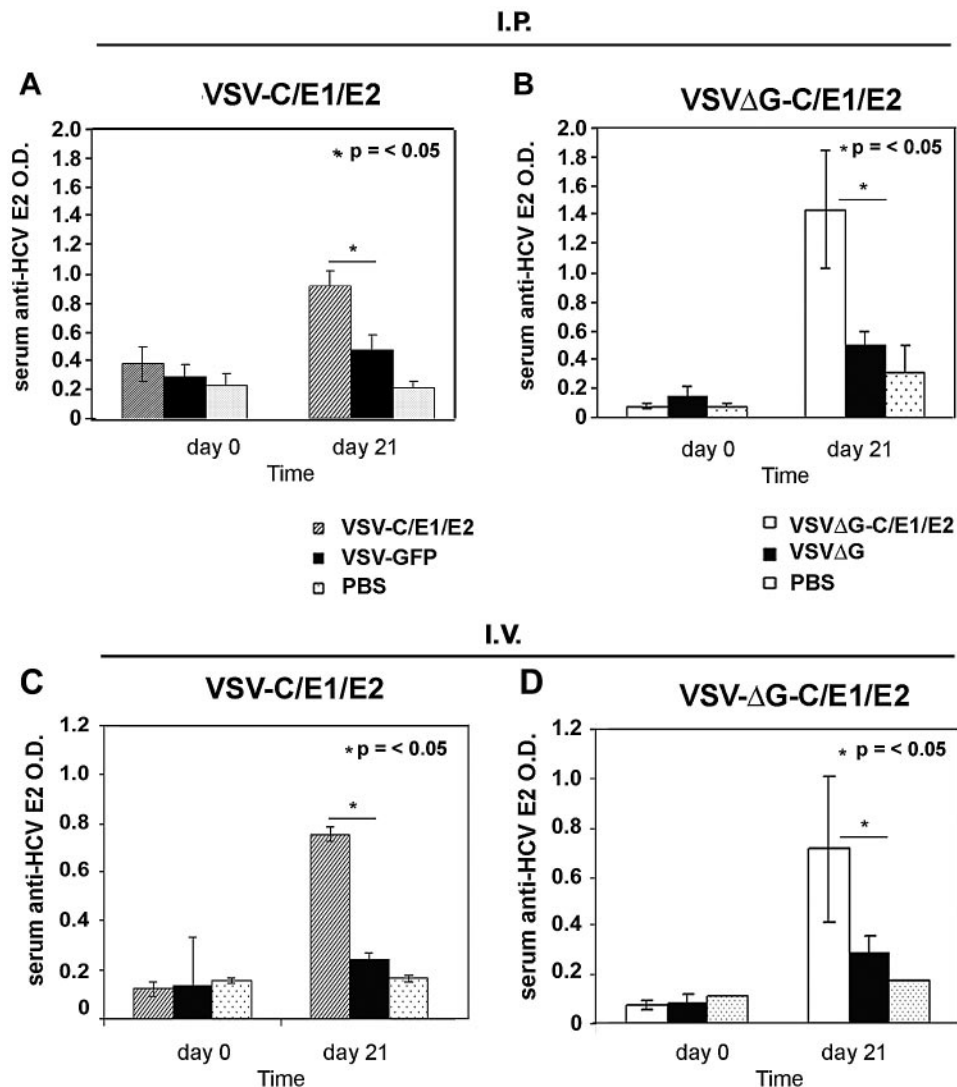 I.P.
A
VSV-C/E1/E2
serum anti-HCV E2 O.D.
2.0
1.8
1.6
1.4
1.2
1.0
0.8
0.6
0.4
0.2
0
* p = < 0.05
*
day 0
day 21
Time
VSV-C/E1/E2
VSV-GFP
PBS
B
VSVΔG-C/E1/E2
serum anti-HCV E2 O.D.
2.0
1.8
1.6
1.4
1.2
1.0
0.8
0.6
0.4
0.2
0
* p = < 0.05
*
day 0
day 21
Time
VSVΔG-C/E1/E2
VSVΔG
PBS
I.V.
C
VSV-C/E1/E2
serum anti-HCV E2 O.D.
1.2
1.0
0.8
0.6
0.4
0.2
0
* p = < 0.05
*
day 0
day 21
Time
D
VSV-ΔG-C/E1/E2
serum anti-HCV E2 O.D.
1.2
1.0
0.8
0.6
0.4
0.2
0
* p = < 0.05
*
day 0
day 21
Time